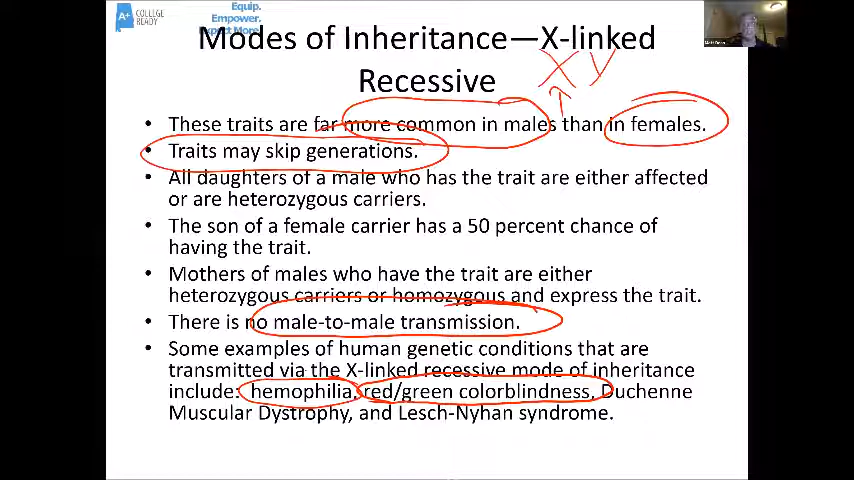 A+
COLLEGE
READY
Equip.
Empower.
Expect More.
Modes of Inheritance—X-linked
Recessive
X Y
• These traits are far more common in males than in females.
• Traits may skip generations.
• All daughters of a male who has the trait are either affected
or are heterozygous carriers.
• The son of a female carrier has a 50 percent chance of
having the trait.
• Mothers of males who have the trait are either
heterozygous carriers or homozygous and express the trait.
• There is no male-to-male transmission.
• Some examples of human genetic conditions that are
transmitted via the X-linked recessive mode of inheritance
include: hemophilia, red/green colorblindness, Duchenne
Muscular Dystrophy, and Lesch-Nyhan syndrome.